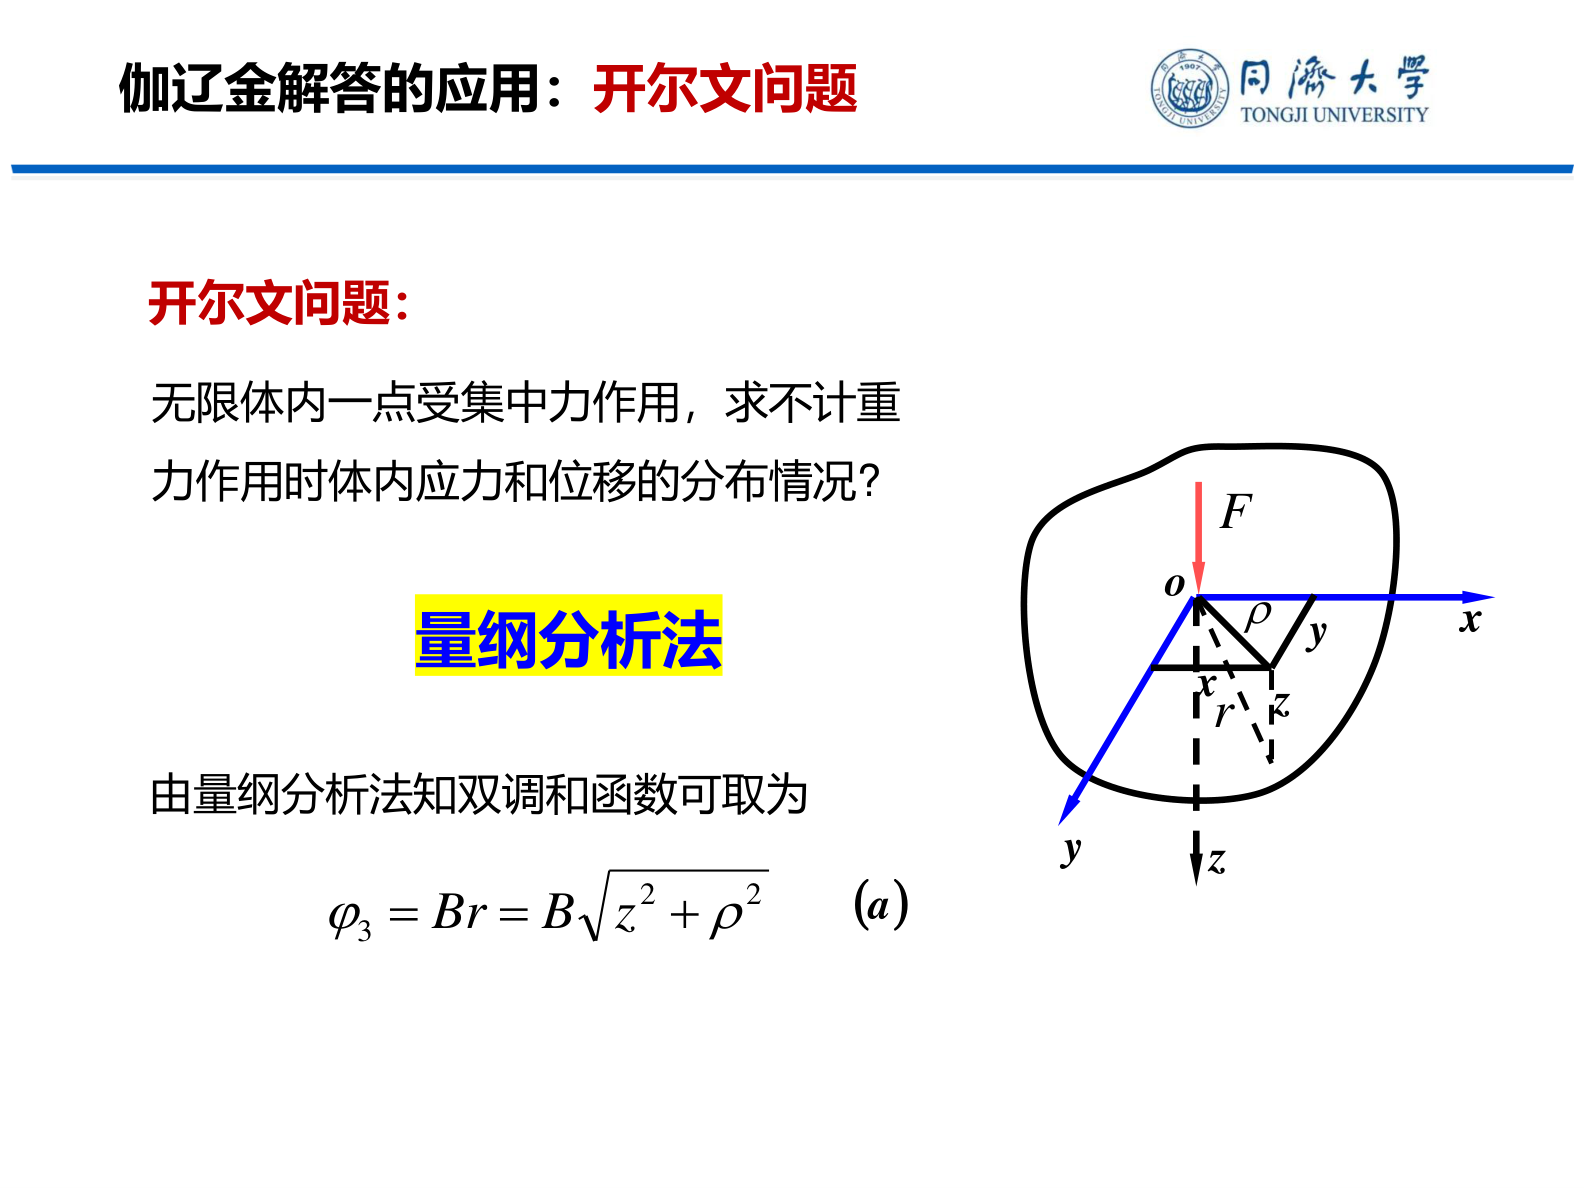 伽辽金解答的应用：开尔文问题
1907
TONGJI UNIVERSITY
同濟大学
TONGJI UNIVERSITY
开尔文问题：
无限体内一点受集中力作用，求不计重
力作用时体内应力和位移的分布情况？
量纲分析法
由量纲分析法知双调和函数可取为
φ₃ = Br = B√(z² + ρ²) (a)
F
o
ρ
y
x
x
r
z
y
z